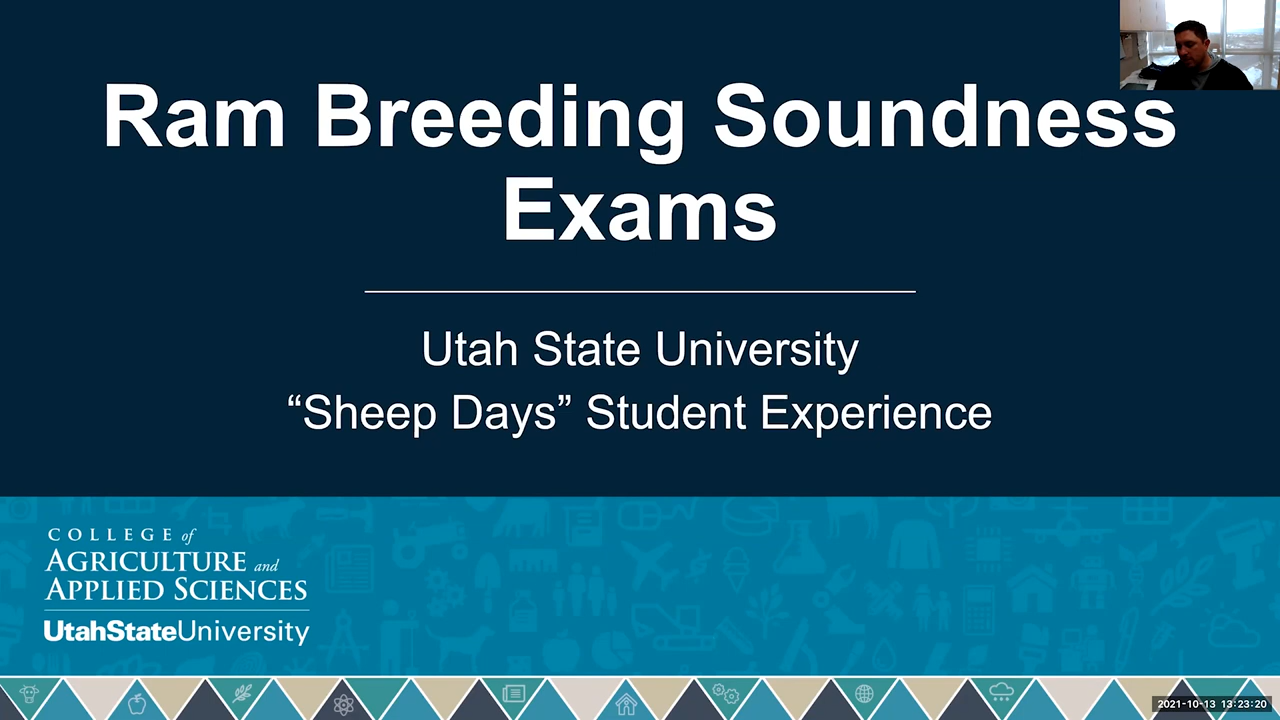 Ram Breeding Soundness
Exams
Utah State University
“Sheep Days” Student Experience
COLLEGE of
AGRICULTURE and
APPLIED SCIENCES
UtahStateUniversity
2021-10-13 13:23:20